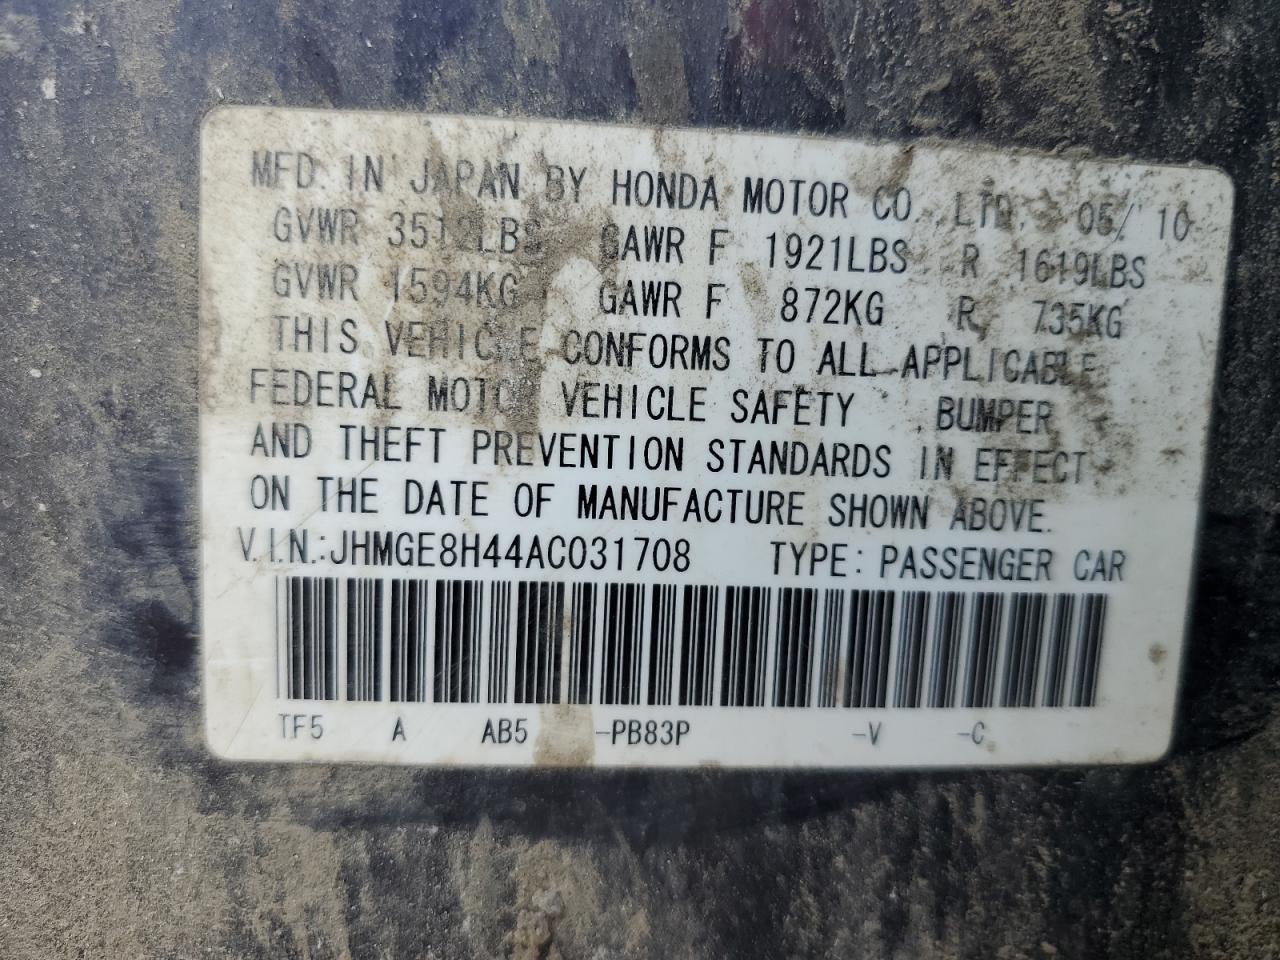 MFD. IN JAPAN BY HONDA MOTOR CO., LTD. 05/10
GVWR 3512LBS GAWR F 1921LBS R 1619LBS
GVWR 1594KG GAWR F 872KG R 735KG
THIS VEHICLE CONFORMS TO ALL APPLICABLE
FEDERAL MOTOR VEHICLE SAFETY, BUMPER
AND THEFT PREVENTION STANDARDS IN EFFECT
ON THE DATE OF MANUFACTURE SHOWN ABOVE.
V.I.N.:JHMGE8H44AC031708 TYPE: PASSENGER CAR
TF5 A AB5 -PB83P -V -C